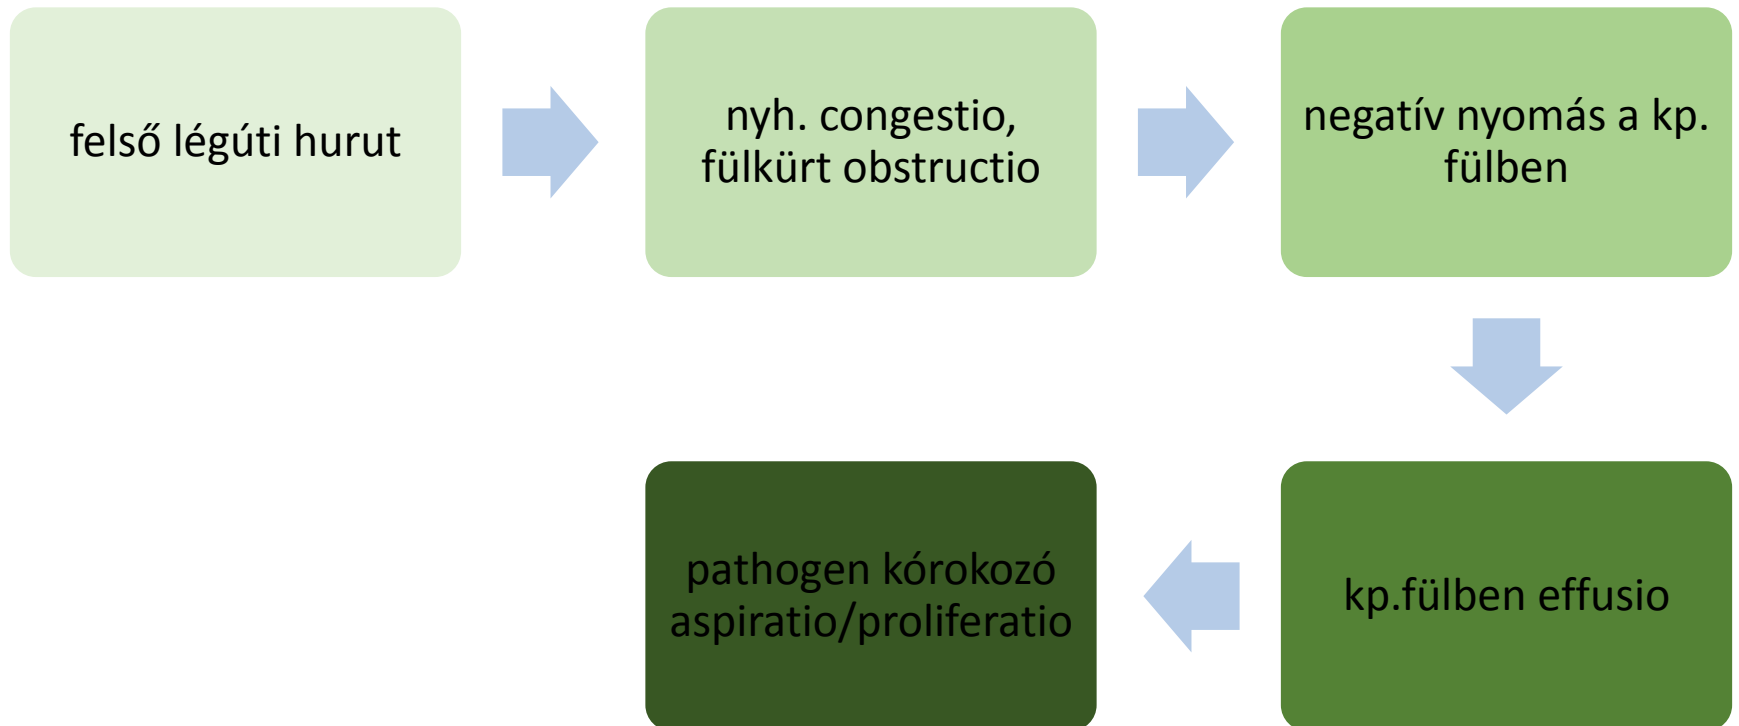 felső légúti hurut
nyh. congestio,
fülkürt obstructio
negatív nyomás a kp.
fülben
kp.fülben effusio
pathogen kórokozó
aspiratio/proliferatio